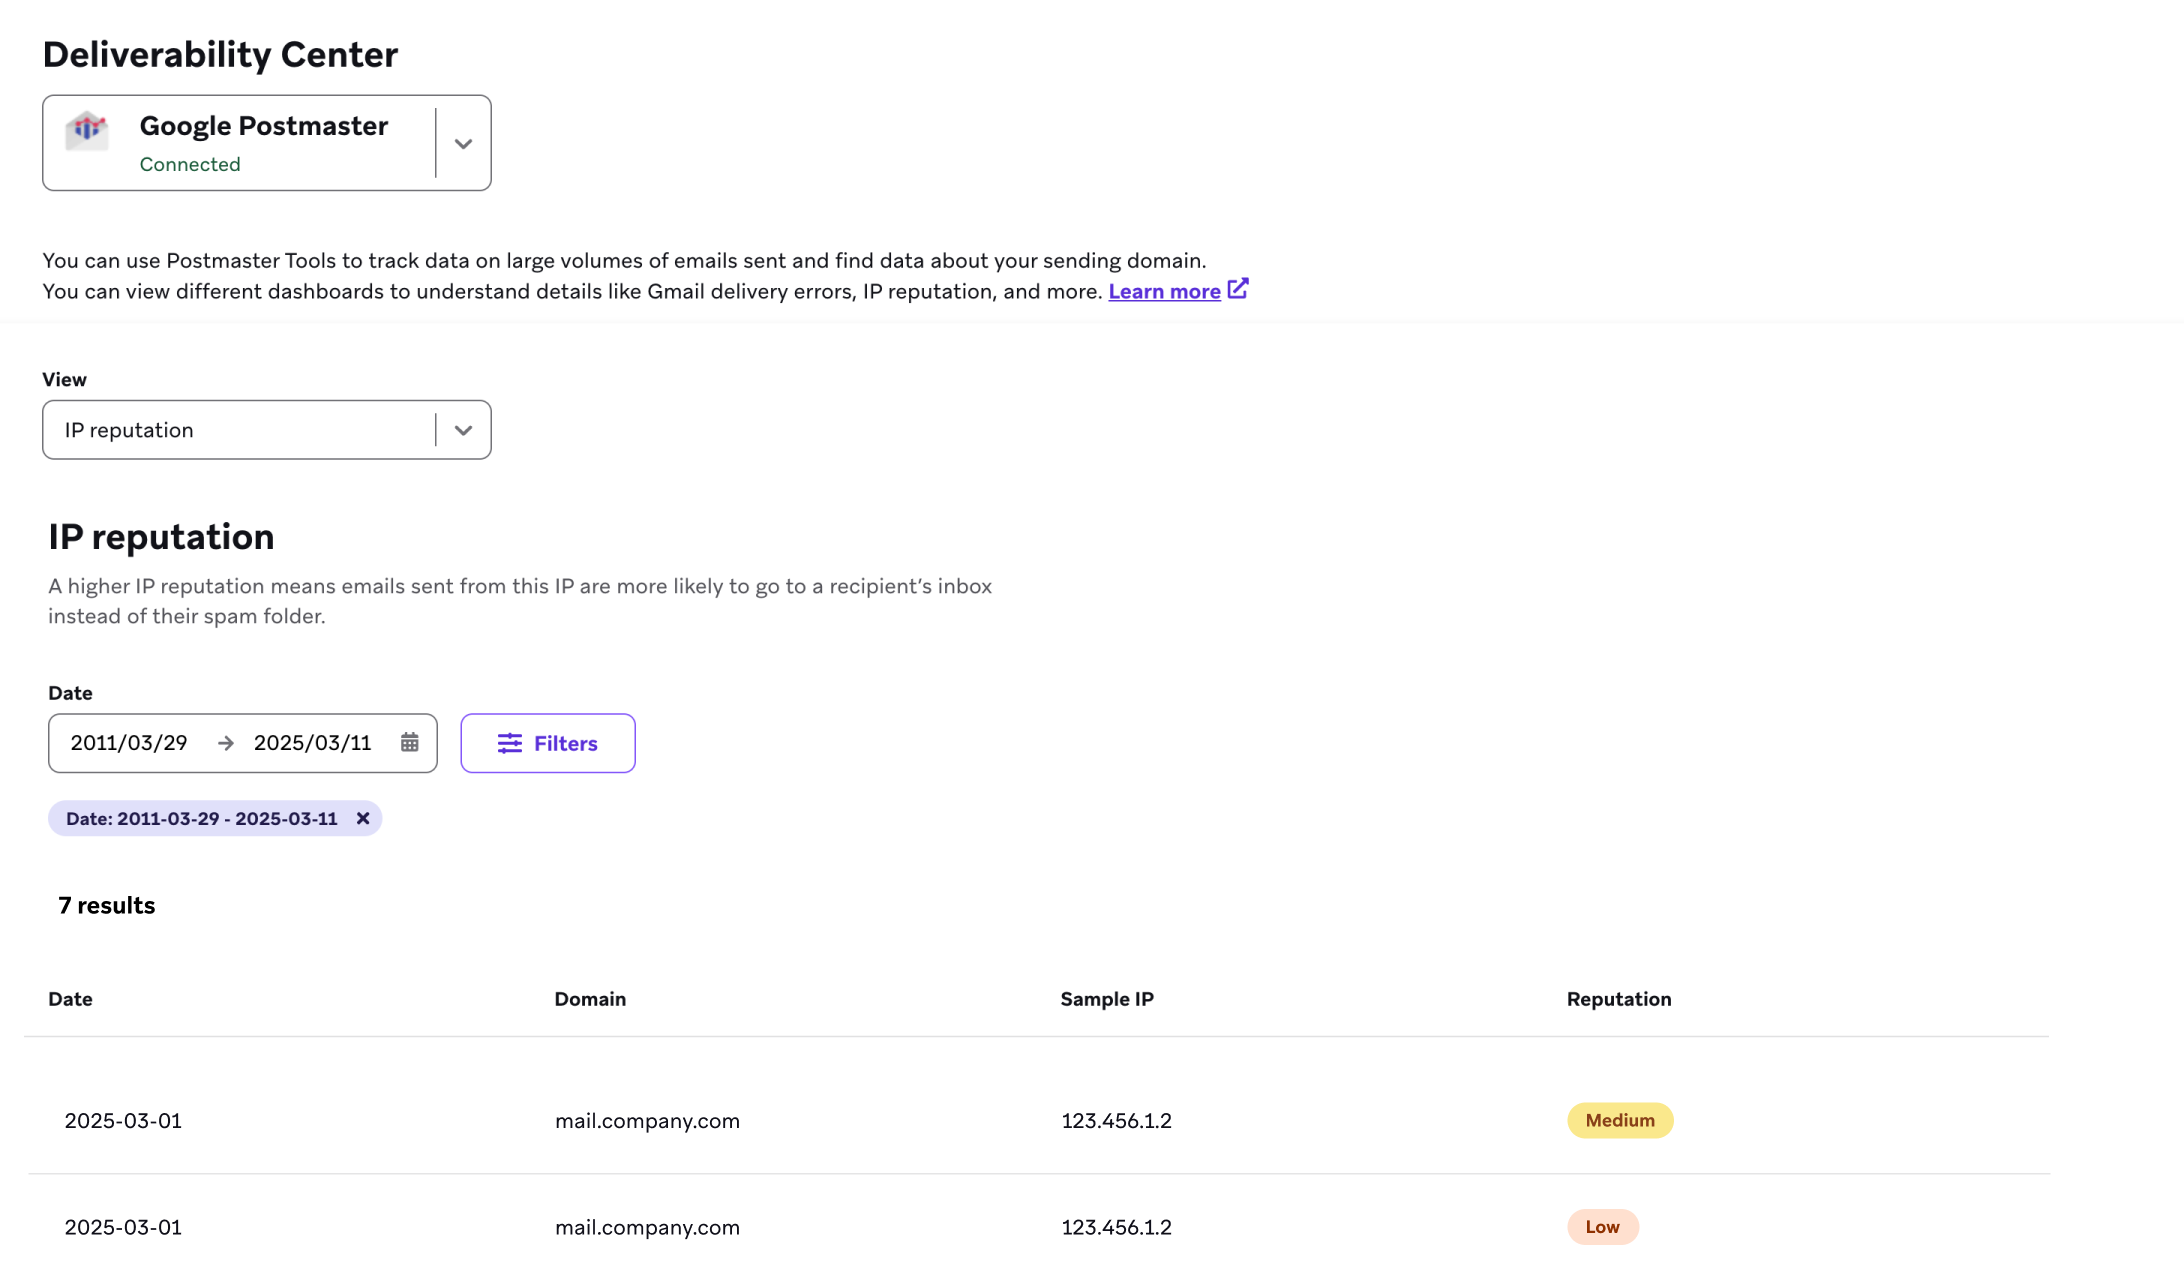 Deliverability Center
Google Postmaster
Connected
You can use Postmaster Tools to track data on large volumes of emails sent and find data about your sending domain.
You can view different dashboards to understand details like Gmail delivery errors, IP reputation, and more. Learn more
View
IP reputation
IP reputation
A higher IP reputation means emails sent from this IP are more likely to go to a recipient's inbox
instead of their spam folder.
Date
2011/03/29 → 2025/03/11 Filters
Date: 2011-03-29 - 2025-03-11 ×
7 results
Date Domain Sample IP Reputation
2025-03-01 mail.company.com 123.456.1.2 Medium
2025-03-01 mail.company.com 123.456.1.2 Low